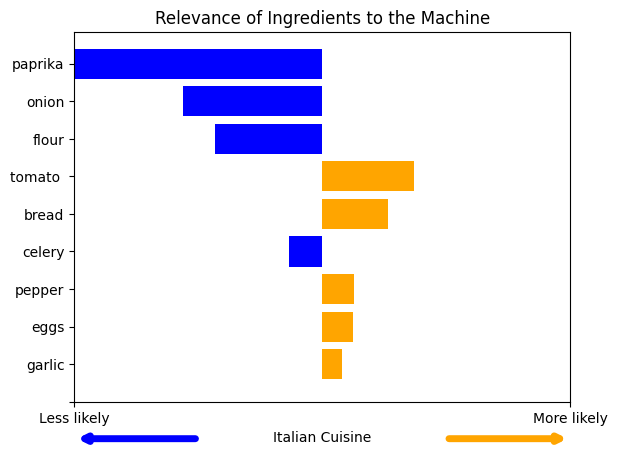 Relevance of Ingredients to the Machine
paprika
onion
flour
tomato
bread
celery
pepper
eggs
garlic
Less likely
More likely
Italian Cuisine